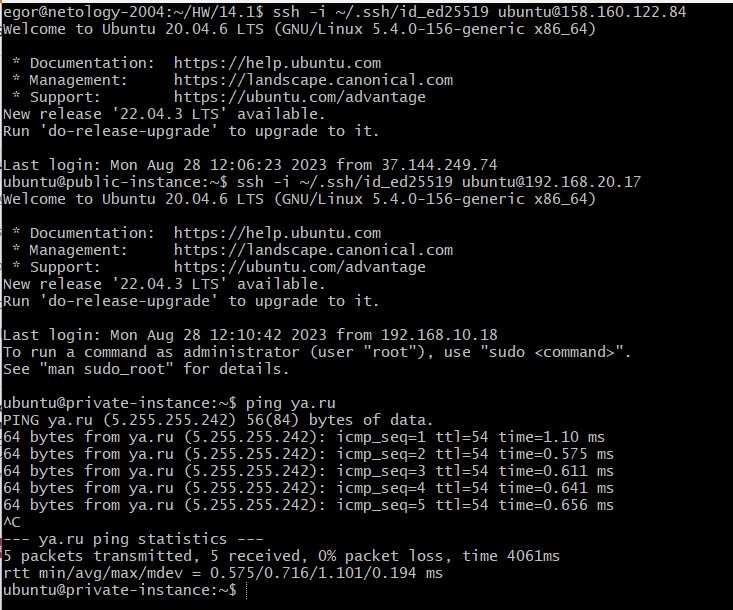 egor@netology-2004:~/HW/14.1$ ssh -i ~/.ssh/id_ed25519 ubuntu@158.160.122.84
Welcome to Ubuntu 20.04.6 LTS (GNU/Linux 5.4.0-156-generic x86_64)

 * Documentation:  https://help.ubuntu.com
 * Management:     https://landscape.canonical.com
 * Support:        https://ubuntu.com/advantage
New release '22.04.3 LTS' available.
Run 'do-release-upgrade' to upgrade to it.

Last login: Mon Aug 28 12:06:23 2023 from 37.144.249.74
ubuntu@public-instance:~$ ssh -i ~/.ssh/id_ed25519 ubuntu@192.168.20.17
Welcome to Ubuntu 20.04.6 LTS (GNU/Linux 5.4.0-156-generic x86_64)

 * Documentation:  https://help.ubuntu.com
 * Management:     https://landscape.canonical.com
 * Support:        https://ubuntu.com/advantage
New release '22.04.3 LTS' available.
Run 'do-release-upgrade' to upgrade to it.

Last login: Mon Aug 28 12:10:42 2023 from 192.168.10.18
To run a command as administrator (user "root"), use "sudo <command>".
See "man sudo_root" for details.

ubuntu@private-instance:~$ ping ya.ru
PING ya.ru (5.255.255.242) 56(84) bytes of data.
64 bytes from ya.ru (5.255.255.242): icmp_seq=1 ttl=54 time=1.10 ms
64 bytes from ya.ru (5.255.255.242): icmp_seq=2 ttl=54 time=0.575 ms
64 bytes from ya.ru (5.255.255.242): icmp_seq=3 ttl=54 time=0.611 ms
64 bytes from ya.ru (5.255.255.242): icmp_seq=4 ttl=54 time=0.641 ms
64 bytes from ya.ru (5.255.255.242): icmp_seq=5 ttl=54 time=0.656 ms
^C
--- ya.ru ping statistics ---
5 packets transmitted, 5 received, 0% packet loss, time 4061ms
rtt min/avg/max/mdev = 0.575/0.716/1.101/0.194 ms
ubuntu@private-instance:~$